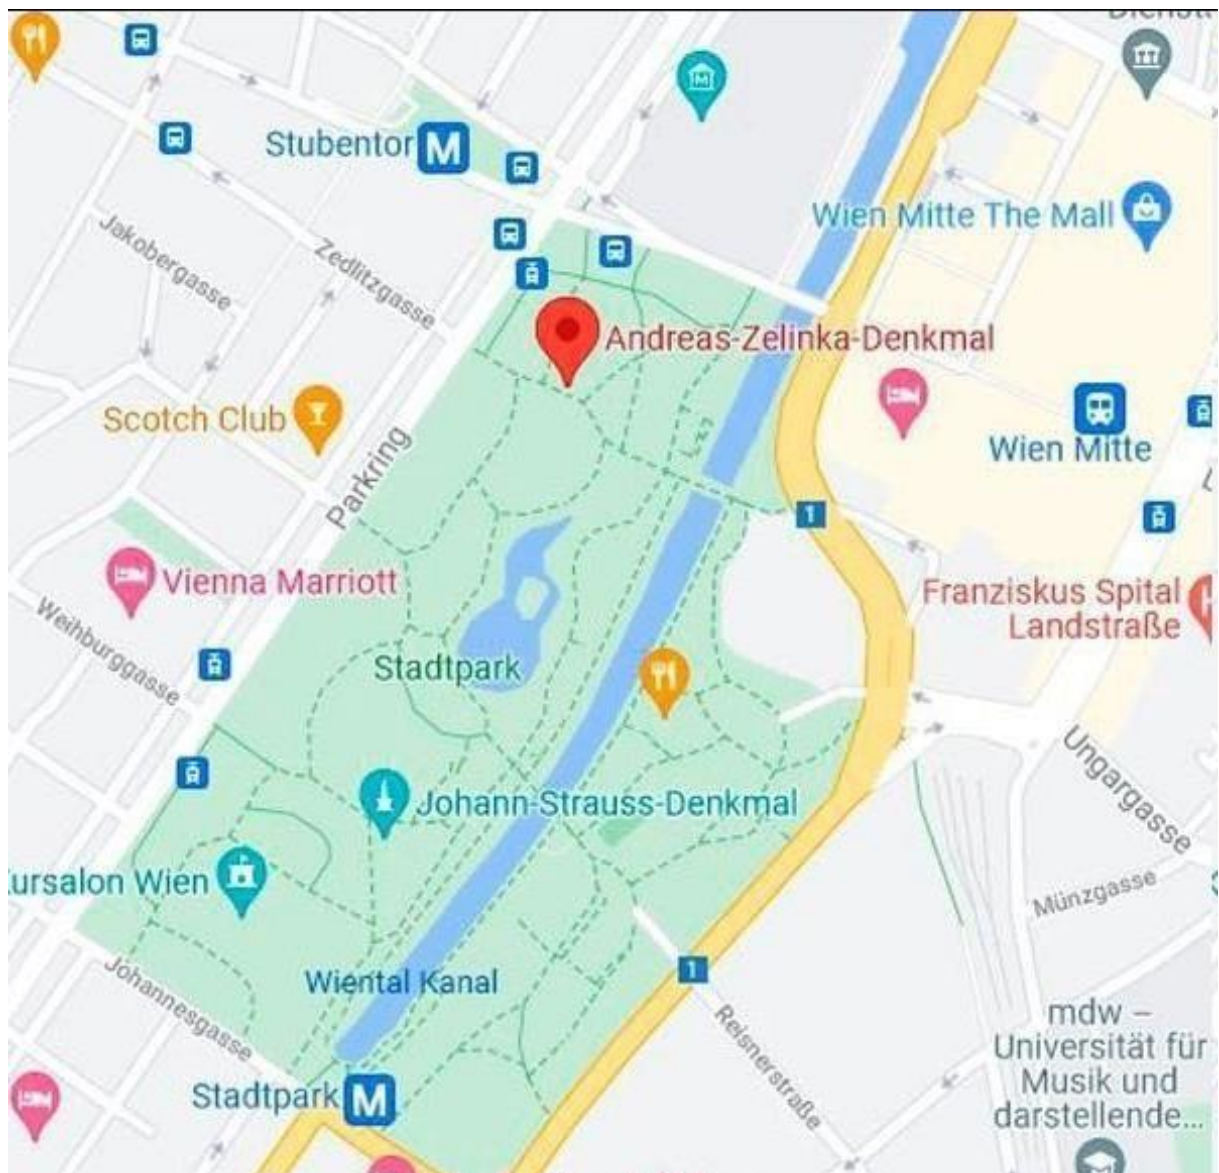 Stubentor M
Wien Mitte The Mall
Jakobergasse
Zedlitzgasse
Andreas-Zelinka-Denkmal
Scotch Club
Wien Mitte
Parkring
1
Vienna Marriott
Franziskus Spital
Landstraße
Weihburggasse
Stadtpark
Ungargasse
Johann-Strauss-Denkmal
ursalon Wien
Münzgasse
Johannesgasse
Wiental Kanal
1
Reisnerstraße
mdw –
Universität für
Musik und
darstellende...
Stadtpark M